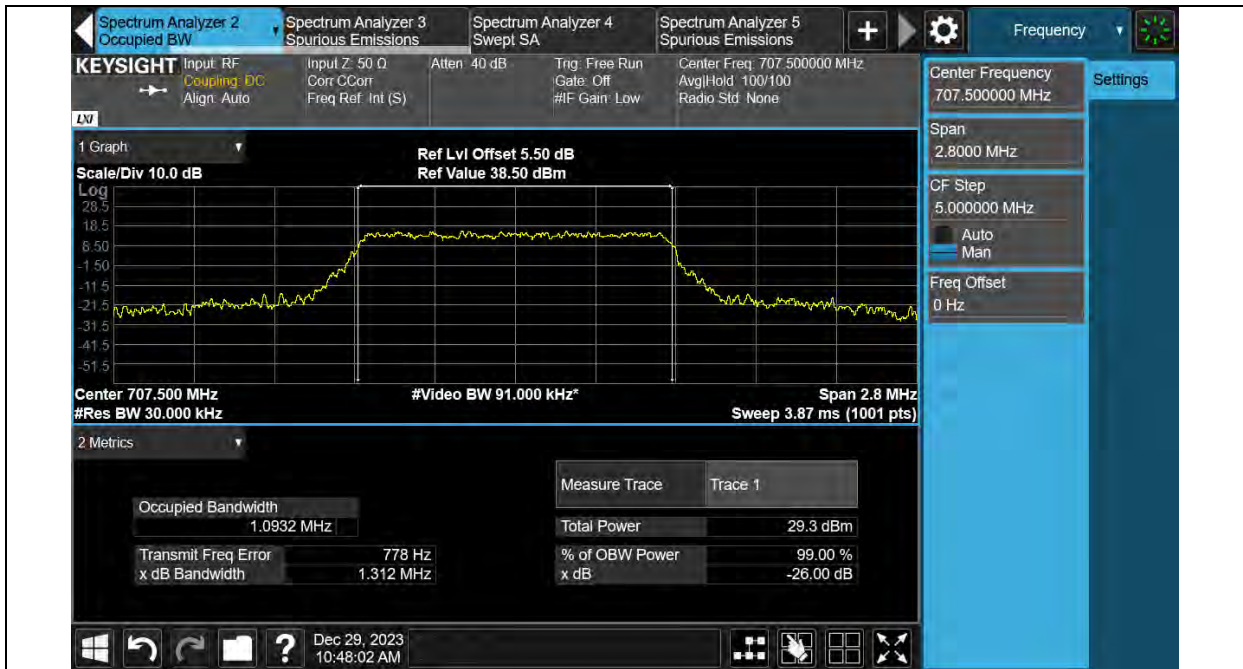 Spectrum Analyzer 2
Occupied BW
Spectrum Analyzer 3
Spurious Emissions
Spectrum Analyzer 4
Swept SA
Spectrum Analyzer 5
Spurious Emissions
Frequency
KEYSIGHT
Input: RF
Coupling: DC
Align: Auto
Input Z: 50 Ω
Corr CCorr
Freq Ref: Int (S)
Atten: 40 dB
Trig: Free Run
Gate: Off
#IF Gain: Low
Center Freq: 707.500000 MHz
Avg|Hold: 100/100
Radio Std: None
LXI
Center Frequency
707.500000 MHz
Settings
Span
2.8000 MHz
CF Step
5.000000 MHz
Auto
Man
Freq Offset
0 Hz
1 Graph
Scale/Div 10.0 dB
Ref Lvl Offset 5.50 dB
Ref Value 38.50 dBm
Log
28.5
18.5
8.50
-1.50
-11.5
-21.5
-31.5
-41.5
-51.5
Center 707.500 MHz
#Video BW 91.000 kHz*
Span 2.8 MHz
#Res BW 30.000 kHz
Sweep 3.87 ms (1001 pts)
2 Metrics
Measure Trace Trace 1
Occupied Bandwidth
1.0932 MHz
Total Power 29.3 dBm
Transmit Freq Error 778 Hz
% of OBW Power 99.00 %
x dB Bandwidth 1.312 MHz
x dB -26.00 dB
?
Dec 29, 2023
10:48:02 AM